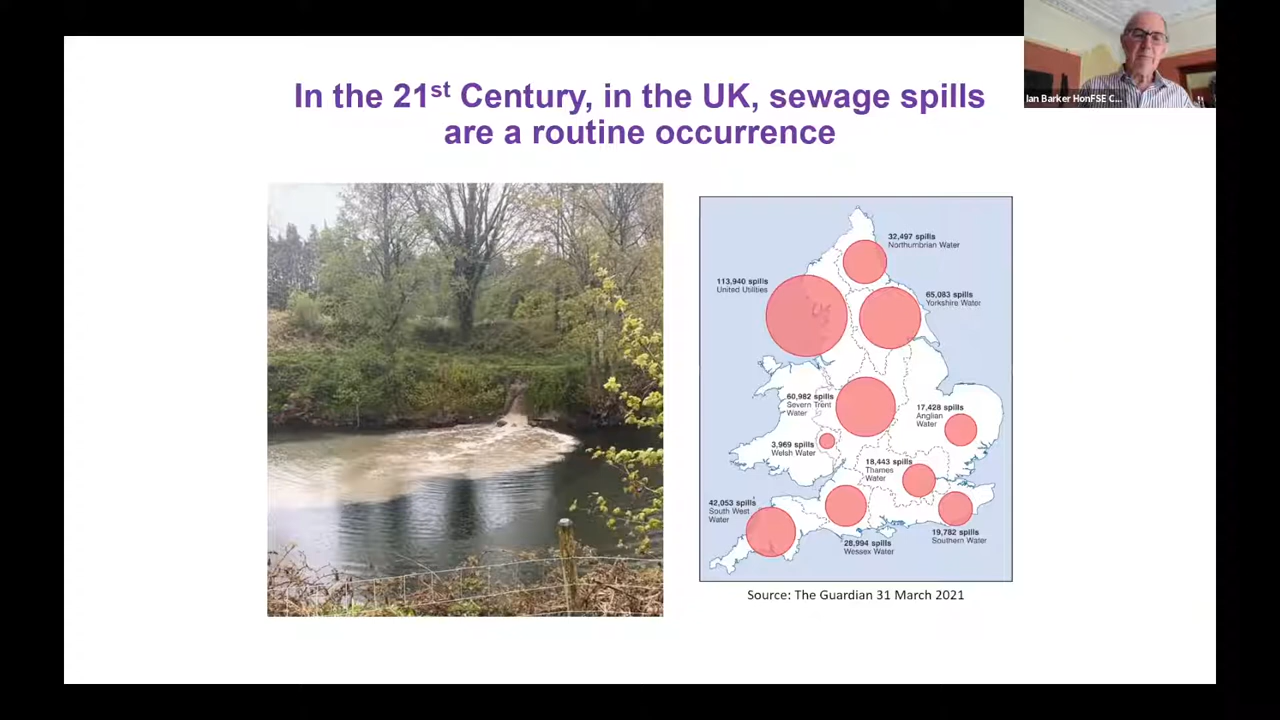 In the 21st Century, in the UK, sewage spills
are a routine occurrence
Ian Barker HonFSE C...
32,497 spills
Northumbrian Water
113,940 spills
United Utilities
65,083 spills
Yorkshire Water
60,982 spills
Severn Trent
Water
17,428 spills
Anglian
Water
3,969 spills
Welsh Water
18,443 spills
Thames
Water
42,053 spills
South West
Water
28,994 spills
Wessex Water
19,782 spills
Southern Water
Source: The Guardian 31 March 2021